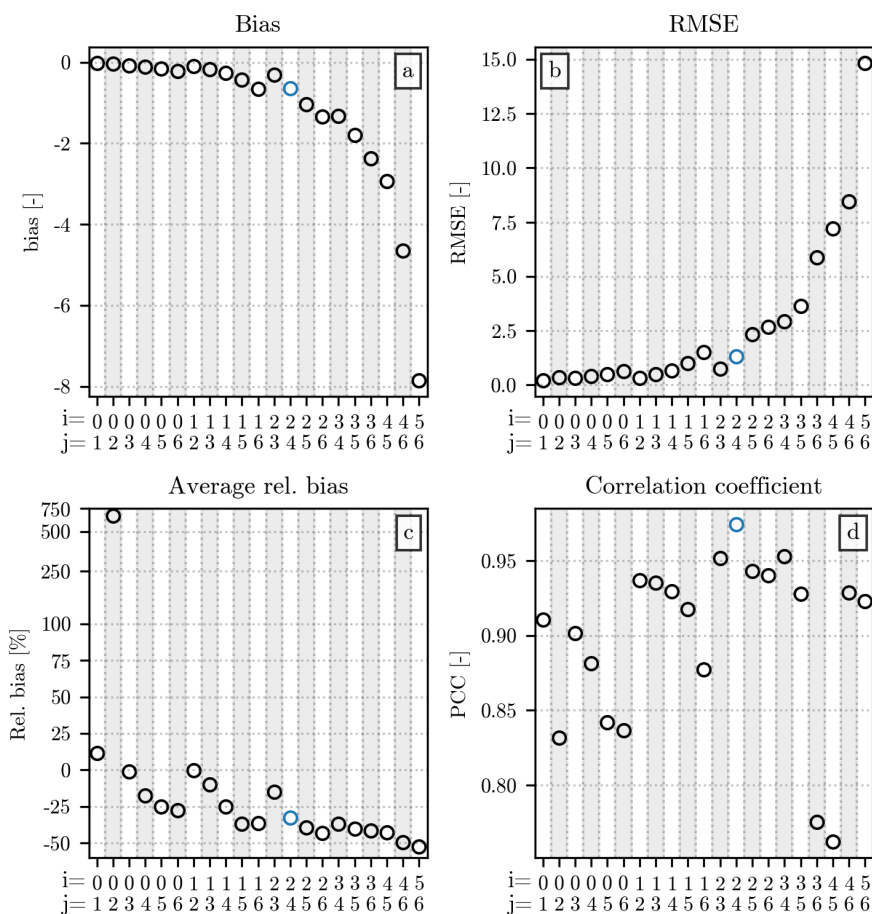 Bias
a
0
-2
-4
-6
-8
bias [-]
i= 0 0 0 0 0 0 1 1 1 1 1 2 2 2 2 3 3 3 4 4 5
j= 1 2 3 4 5 6 2 3 4 5 6 3 4 5 6 4 5 6 5 6 6
RMSE
b
15.0
12.5
10.0
7.5
5.0
2.5
0.0
RMSE [-]
i= 0 0 0 0 0 0 1 1 1 1 1 2 2 2 2 3 3 3 4 4 5
j= 1 2 3 4 5 6 2 3 4 5 6 3 4 5 6 4 5 6 5 6 6
Average rel. bias
c
750
500
250
100
75
50
25
0
-25
-50
Rel. bias [%]
i= 0 0 0 0 0 0 1 1 1 1 1 2 2 2 2 3 3 3 4 4 5
j= 1 2 3 4 5 6 2 3 4 5 6 3 4 5 6 4 5 6 5 6 6
Correlation coefficient
d
0.95
0.90
0.85
0.80
PCC [-]
i= 0 0 0 0 0 0 1 1 1 1 1 2 2 2 2 3 3 3 4 4 5
j= 1 2 3 4 5 6 2 3 4 5 6 3 4 5 6 4 5 6 5 6 6